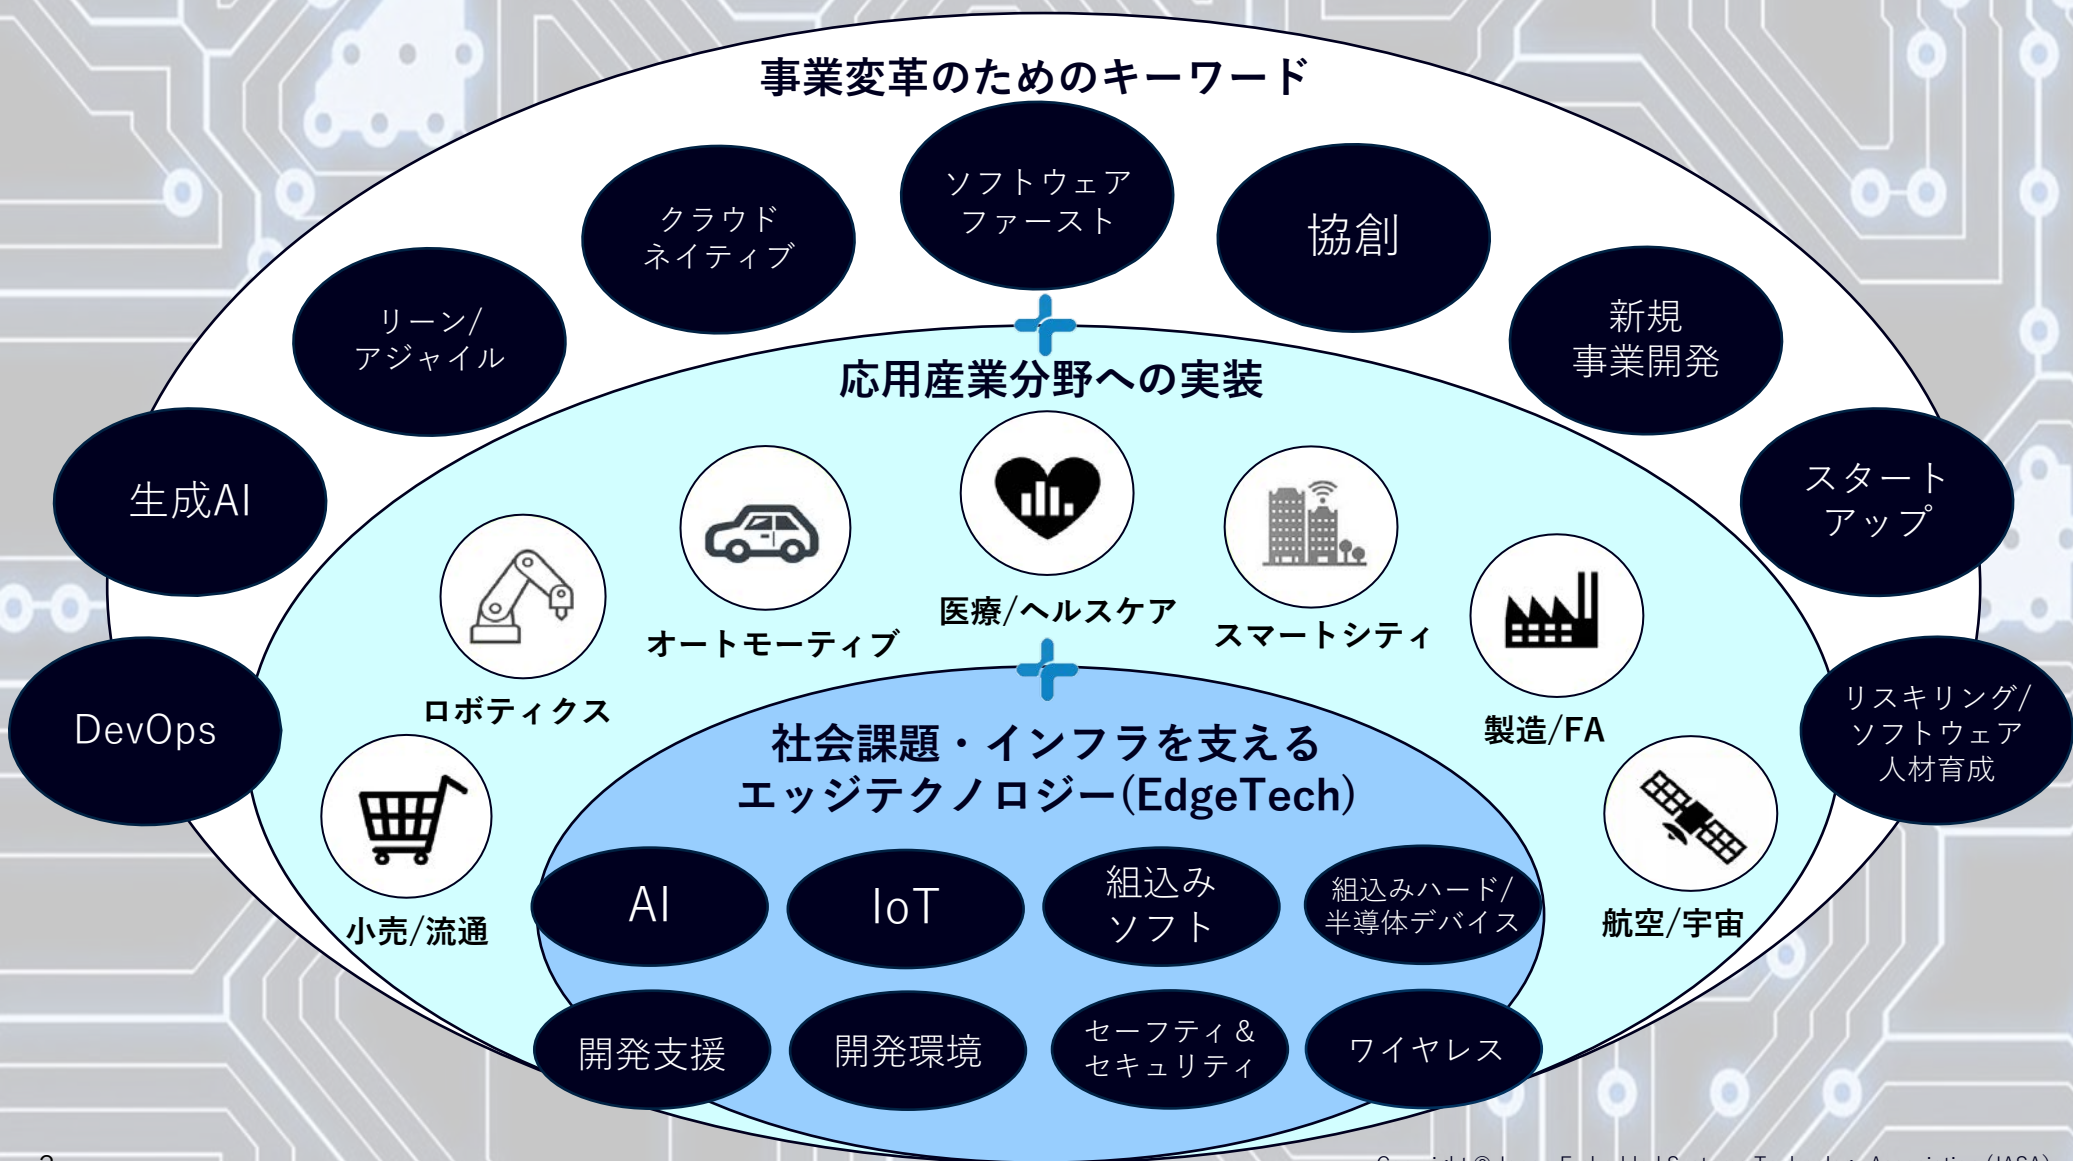 事業変革のためのキーワード
ソフトウェア
ファースト
クラウド
ネイティブ
協創
リーン/
アジャイル
新規
事業開発
生成AI
スタート
アップ
DevOps
リスキリング/
ソフトウェア
人材育成
応用産業分野への実装
医療/ヘルスケア
オートモーティブ
スマートシティ
ロボティクス
製造/FA
小売/流通
航空/宇宙
社会課題・インフラを支える
エッジテクノロジー(EdgeTech)
AI
IoT
組込み
ソフト
組込みハード/
半導体デバイス
開発支援
開発環境
セーフティ&
セキュリティ
ワイヤレス